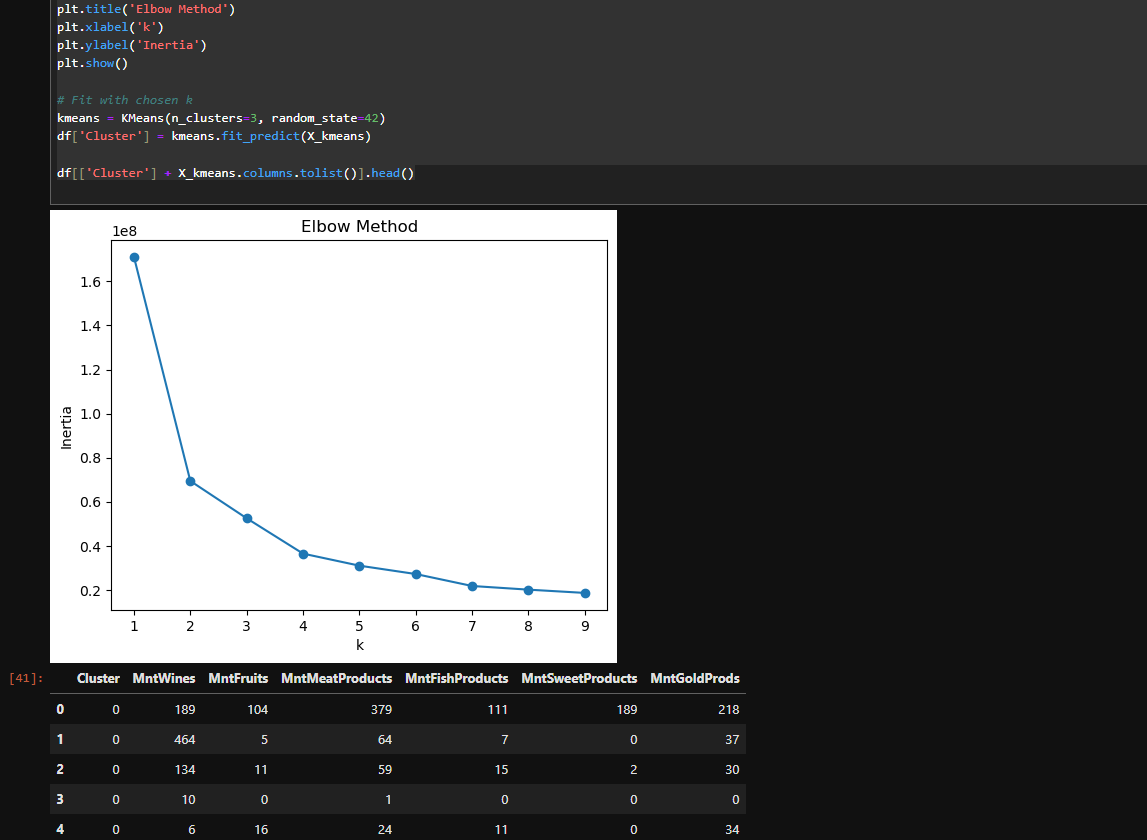 plt.title('Elbow Method')
plt.xlabel('k')
plt.ylabel('Inertia')
plt.show()
# Fit with chosen k
kmeans = KMeans(n_clusters=3, random_state=42)
df['Cluster'] = kmeans.fit_predict(X_kmeans)
df[['Cluster'] + X_kmeans.columns.tolist()].head()
Elbow Method
1e8
1.6
1.4
1.2
1.0
0.8
0.6
0.4
0.2
Inertia
1 2 3 4 5 6 7 8 9
k
[41]: Cluster MntWines MntFruits MntMeatProducts MntFishProducts MntSweetProducts MntGoldProds
0 0 189 104 379 111 189 218
1 0 464 5 64 7 0 37
2 0 134 11 59 15 2 30
3 0 10 0 1 0 0 0
4 0 6 16 24 11 0 34